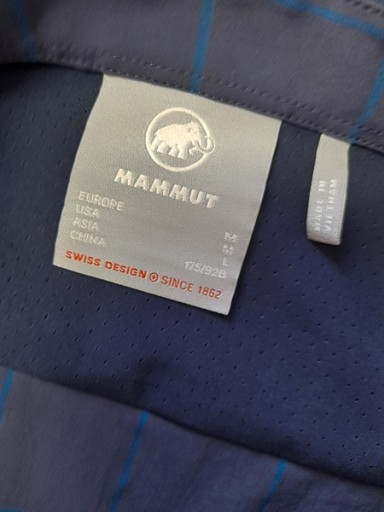 MAMMUT
EUROPE M
USA M
ASIA L
CHINA 175/92B
SWISS DESIGN SINCE 1862
MADE IN
VIETNAM